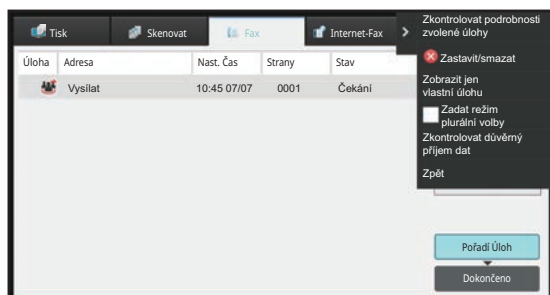 Tisk
Skenovat
Fax
Internet-Fax
Úloha Adresa Nast. Čas Strany Stav
Vysílat 10:45 07/07 0001 Čekání
Zkontrolovat podrobnosti
zvolené úlohy
Zastavit/smazat
Zobrazit jen
vlastní úlohu
Zadat režim
plurální volby
Zkontrolovat důvěrný
příjem dat
Zpět
Pořadí Úloh
Dokončeno